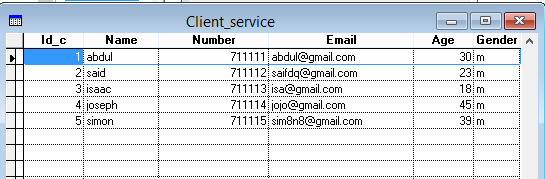 Client_service
Id_c Name Number Email Age Gender
1 abdul 711111 abdul@gmail.com 30 m
2 said 711112 saifdq@gmail.com 23 m
3 isaac 711113 isa@gmail.com 18 m
4 joseph 711114 jojo@gmail.com 45 m
5 simon 711115 sim8n8@gmail.com 39 m